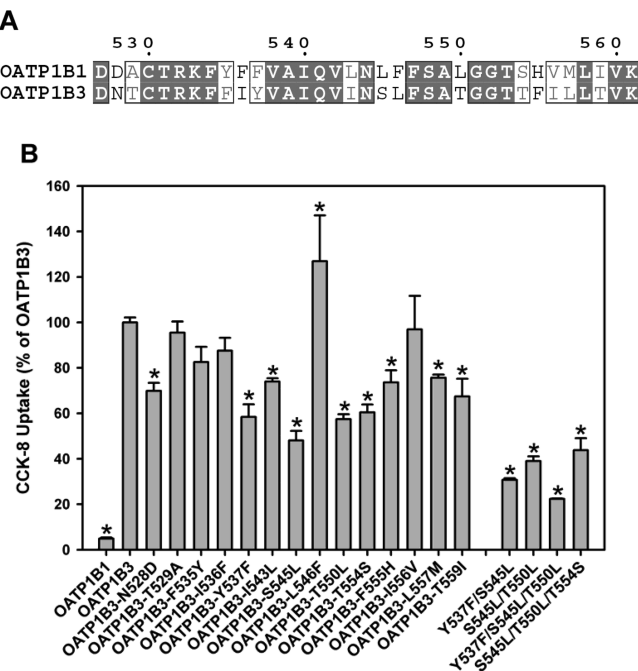 A
530 540 550 560
OATP1B1 DDACTRKFYFFVAIQVLNLFFSALGGTSHVMLIVK
OATP1B3 DNTCTRKFFIYVAIQVINSLFSATGGTTFILLTVK
B
CCK-8 Uptake (% of OATP1B3)
160
140
120
100
80
60
40
20
0
* * * * * * * * * * * * * * *
OATP1B1
OATP1B3
OATP1B3-N528D
OATP1B3-T529A
OATP1B3-F535Y
OATP1B3-I536F
OATP1B3-Y537F
OATP1B3-I543L
OATP1B3-S545L
OATP1B3-L546F
OATP1B3-T550L
OATP1B3-T554S
OATP1B3-F555H
OATP1B3-I556V
OATP1B3-L557M
OATP1B3-T559I
Y537F/S545L
S545L/T550L
Y537F/S545L/T550L
S545L/T550L/T554S